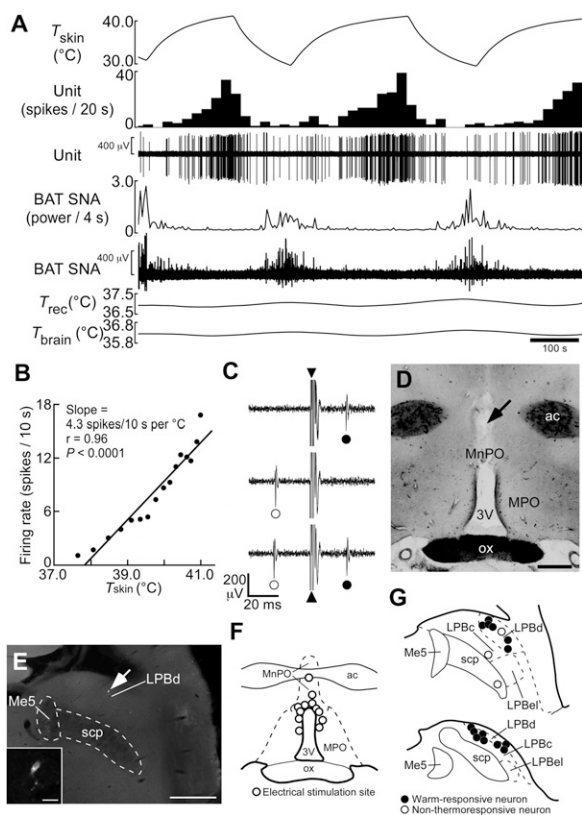 A
Tskin (°C)
40.0
30.0
Unit (spikes / 20 s)
40
0
Unit
400 µV
BAT SNA (power / 4 s)
3.0
0
BAT SNA
400 µV
Trec(°C)
37.5
36.5
Tbrain(°C)
36.8
35.8
100 s
B
Firing rate (spikes / 10 s)
18
12
6
0
Slope =
4.3 spikes/10 s per °C
r = 0.96
P < 0.0001
37.0
39.0
41.0
Tskin (°C)
C
200 µV
20 ms
D
ac
MnPO
MPO
3V
ox
E
Me5
LPBd
scp
F
MnPO
ac
3V
MPO
ox
Electrical stimulation site
G
LPBc
LPBd
Me5
scp
LPBel
LPBd
LPBc
Me5
scp
LPBel
Warm-responsive neuron
Non-thermoresponsive neuron